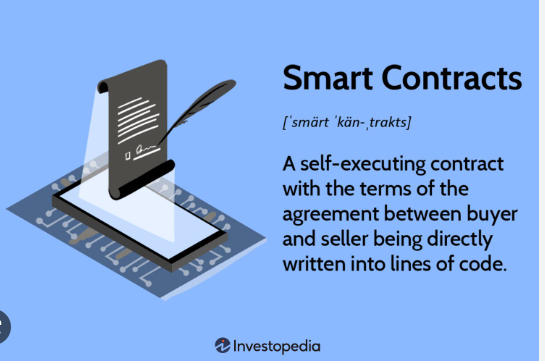 Smart Contracts
[ˈsmärt ˈkän-ˌtrakts]
A self-executing contract
with the terms of the
agreement between buyer
and seller being directly
written into lines of code.
Investopedia